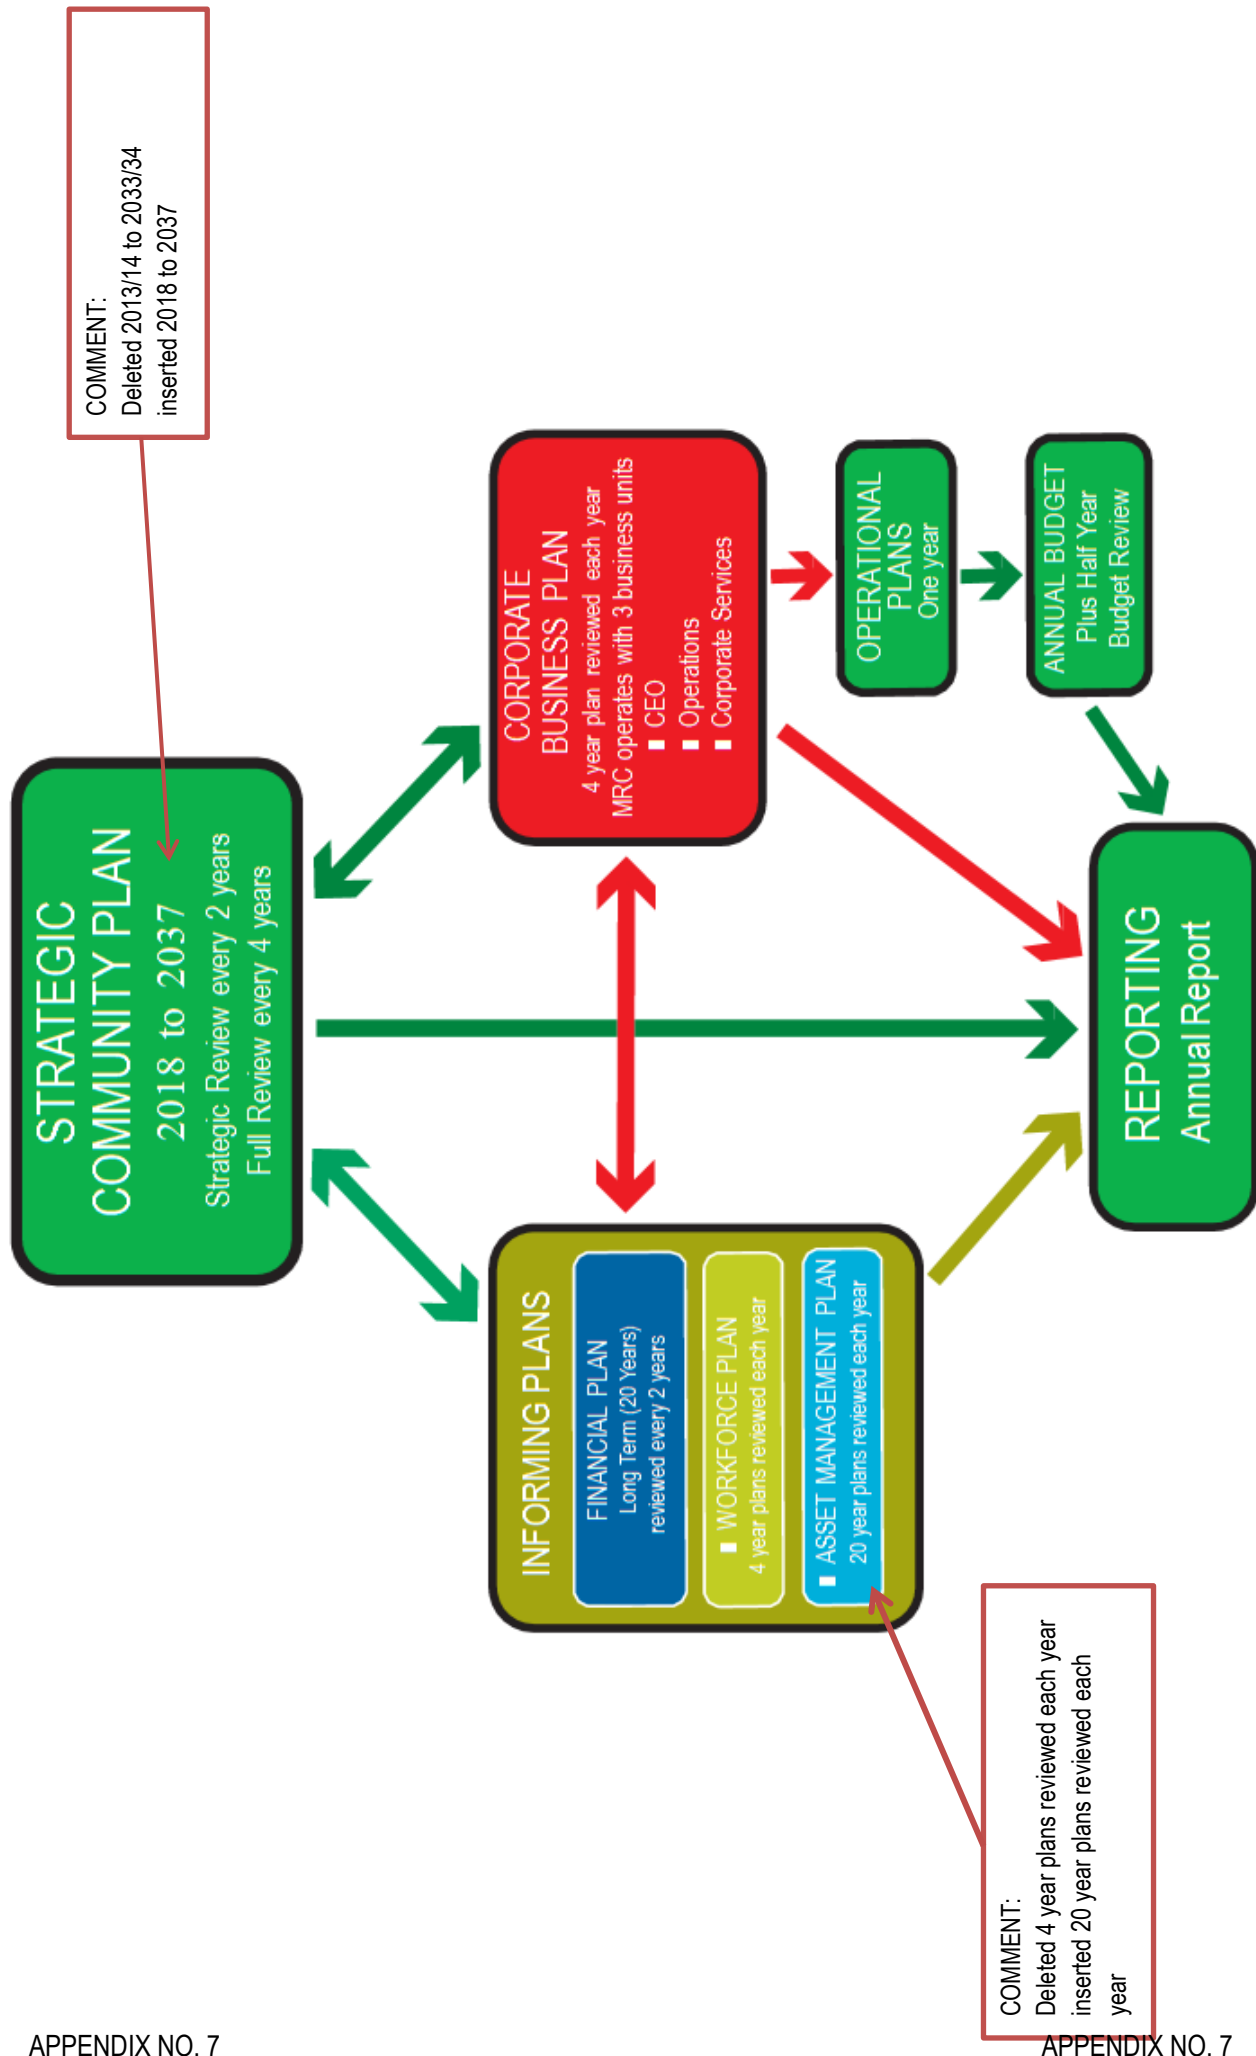 COMMENT:
Deleted 2013/14 to 2033/34
inserted 2018 to 2037
STRATEGIC
COMMUNITY PLAN
2018 to 2037
Strategic Review every 2 years
Full Review every 4 years
INFORMING PLANS
FINANCIAL PLAN
Long Term (20 Years)
reviewed every 2 years
■ WORKFORCE PLAN
4 year plans reviewed each year
■ ASSET MANAGEMENT PLAN
20 year plans reviewed each year
CORPORATE
BUSINESS PLAN
4 year plan reviewed each year
MRC operates with 3 business units
■ CEO
■ Operations
■ Corporate Services
OPERATIONAL
PLANS
One year
ANNUAL BUDGET
Plus Half Year
Budget Review
REPORTING
Annual Report
COMMENT:
Deleted 4 year plans reviewed each year
inserted 20 year plans reviewed each
year
APPENDIX NO. 7
APPENDIX NO. 7